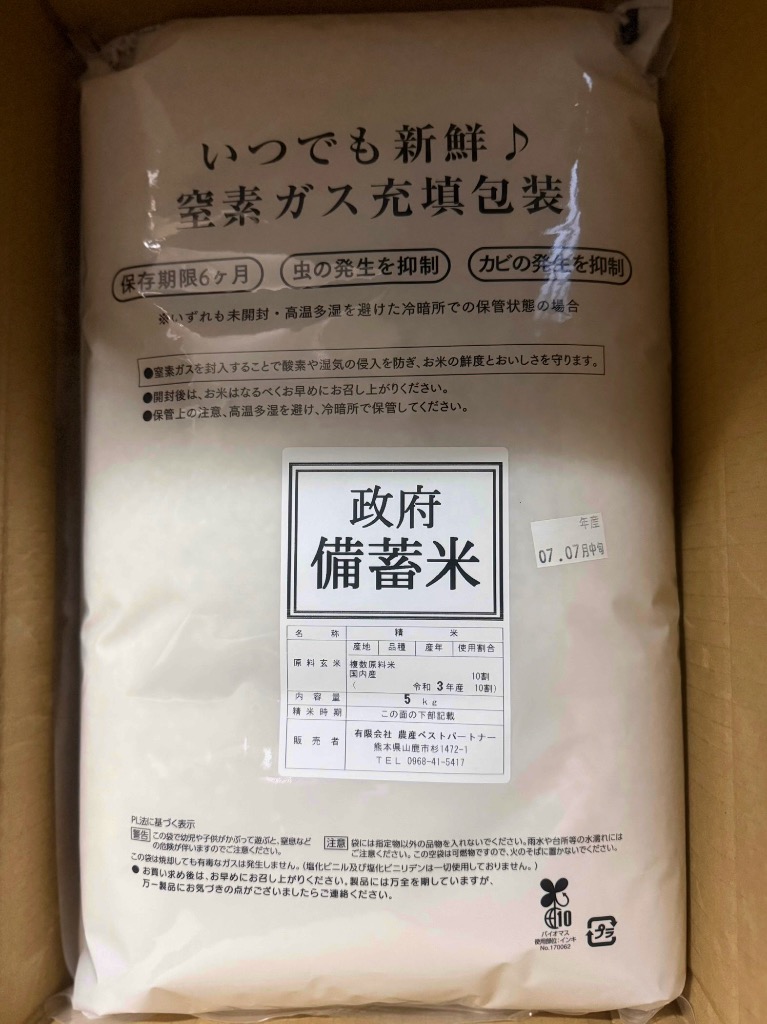 いつでも新鮮♪
窒素ガス充填包装
保存期限6ヶ月 虫の発生を抑制 カビの発生を抑制
※いずれも未開封・高温多湿を避けた冷暗所での保管状態の場合
●窒素ガスを封入することで酸素や湿気の侵入を防ぎ、お米の鮮度とおいしさを守ります。
●開封後は、お米はなるべくお早めにお召し上がりください。
●保管上の注意、高温多湿を避け、冷暗所で保管してください。
政府
備蓄米
年産
07.07月中旬
名称 精米
原料玄米 産地 品種 産年 使用割合
複数原料米
国内産 10割
( 令和 3年産 10割)
内容量 5kg
精米時期 この面の下部記載
販売者 有限会社 農産ベストパートナー
熊本県山鹿市杉1472-1
TEL 0968-41-5417
PL法に基づく表示
警告 この袋で幼児や子供がかぶって遊ぶと、窒息など
の危険が伴いますのでご注意ください。
注意 袋には指定物以外の品物を入れないでください。雨水や台所等の水濡れには
ご注意ください。この空袋は可燃物ですので、火のそばに置かないでください。
この袋は焼却しても有毒なガスは発生しません。(塩化ビニル及び塩化ビニリデンは一切使用しておりません。)
●お買い求め後は、お早めにお召し上がりください。製品には万全を期していますが、
万一製品にお気づきの点がございましたらご連絡ください。
10
バイオマス
使用部位:インキ
No.170062
プラ